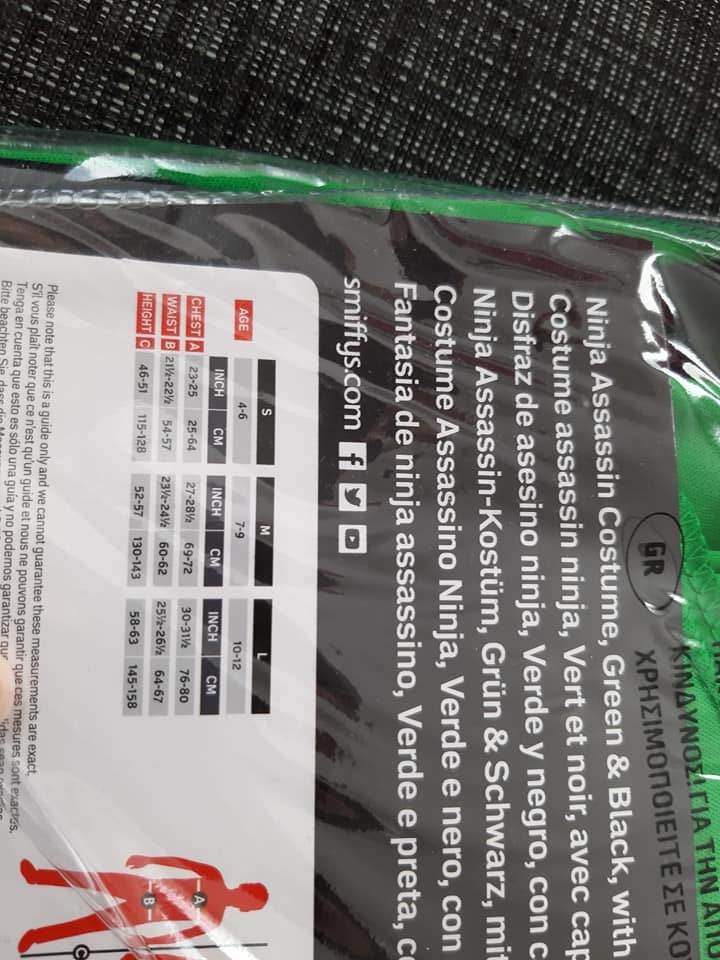 GR
ΚΙΝΔΥΝΟΣ! ΓΙΑ ΤΗΝ
ΧΡΗΣΙΜΟΠΟΙΕΙΤΕ ΣΕ
Ninja Assassin Costume, Green & Black, with
Costume assassin ninja, Vert et noir, avec
Disfraz de asesino ninja, Verde y negro, con
Ninja Assassin-Kostüm, Grün & Schwarz, mit
Costume Assassino Ninja, Verde e nero, con
Fantasia de ninja assassino, Verde e preta,
smiffys.com
S M L
AGE 4-6 7-9 10-12
INCH CM INCH CM INCH CM
CHEST A 23-25 25-64 27-28½ 69-72 30-31½ 76-80
WAIST B 21½-22½ 54-57 23½-24½ 60-62 25½-26½ 64-67
HEIGHT C 46-51 115-128 52-57 130-143 58-63 145-158
Please note that this is a guide only and we cannot guarantee these measurements are exact.
S'il vous plaît noter que ce n'est qu'un guide et nous ne pouvons garantir que ces mesures sont exactes.
Tenga en cuenta que esto es sólo una guía y no podemos garantizar que
Bitte beachten Sie, dass
A
B
C